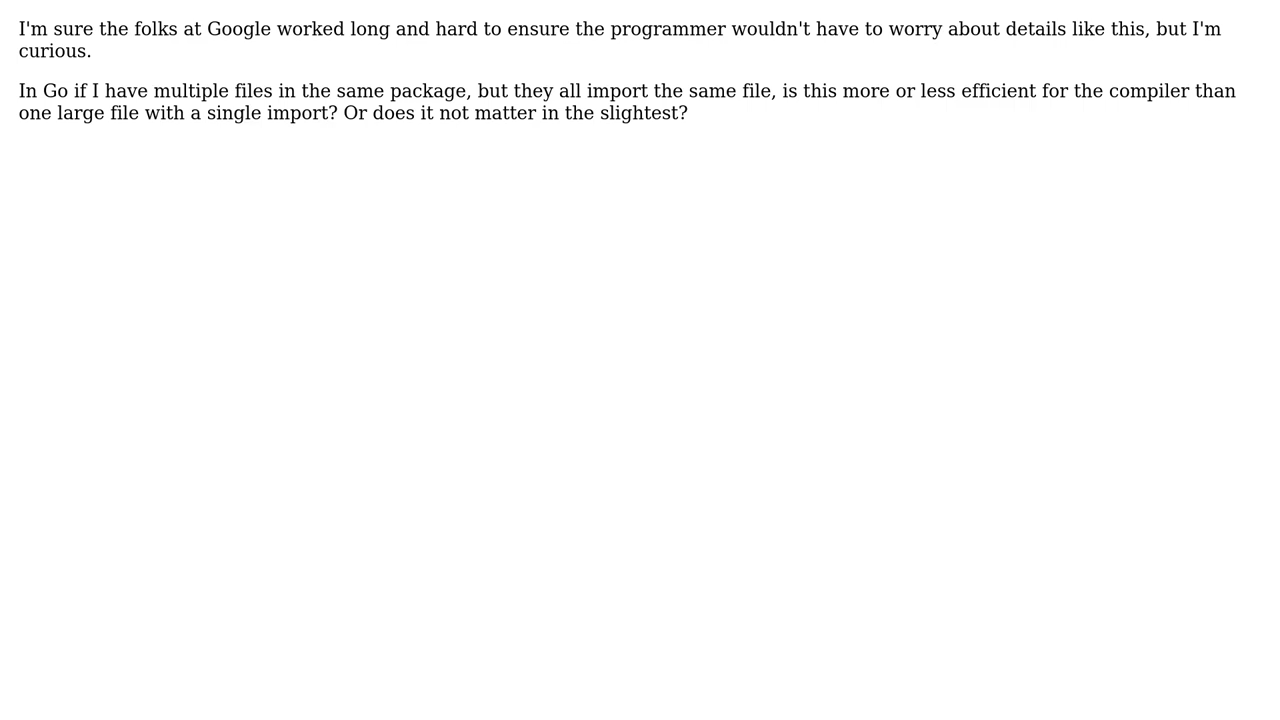 I'm sure the folks at Google worked long and hard to ensure the programmer wouldn't have to worry about details like this, but I'm
curious.
In Go if I have multiple files in the same package, but they all import the same file, is this more or less efficient for the compiler than
one large file with a single import? Or does it not matter in the slightest?